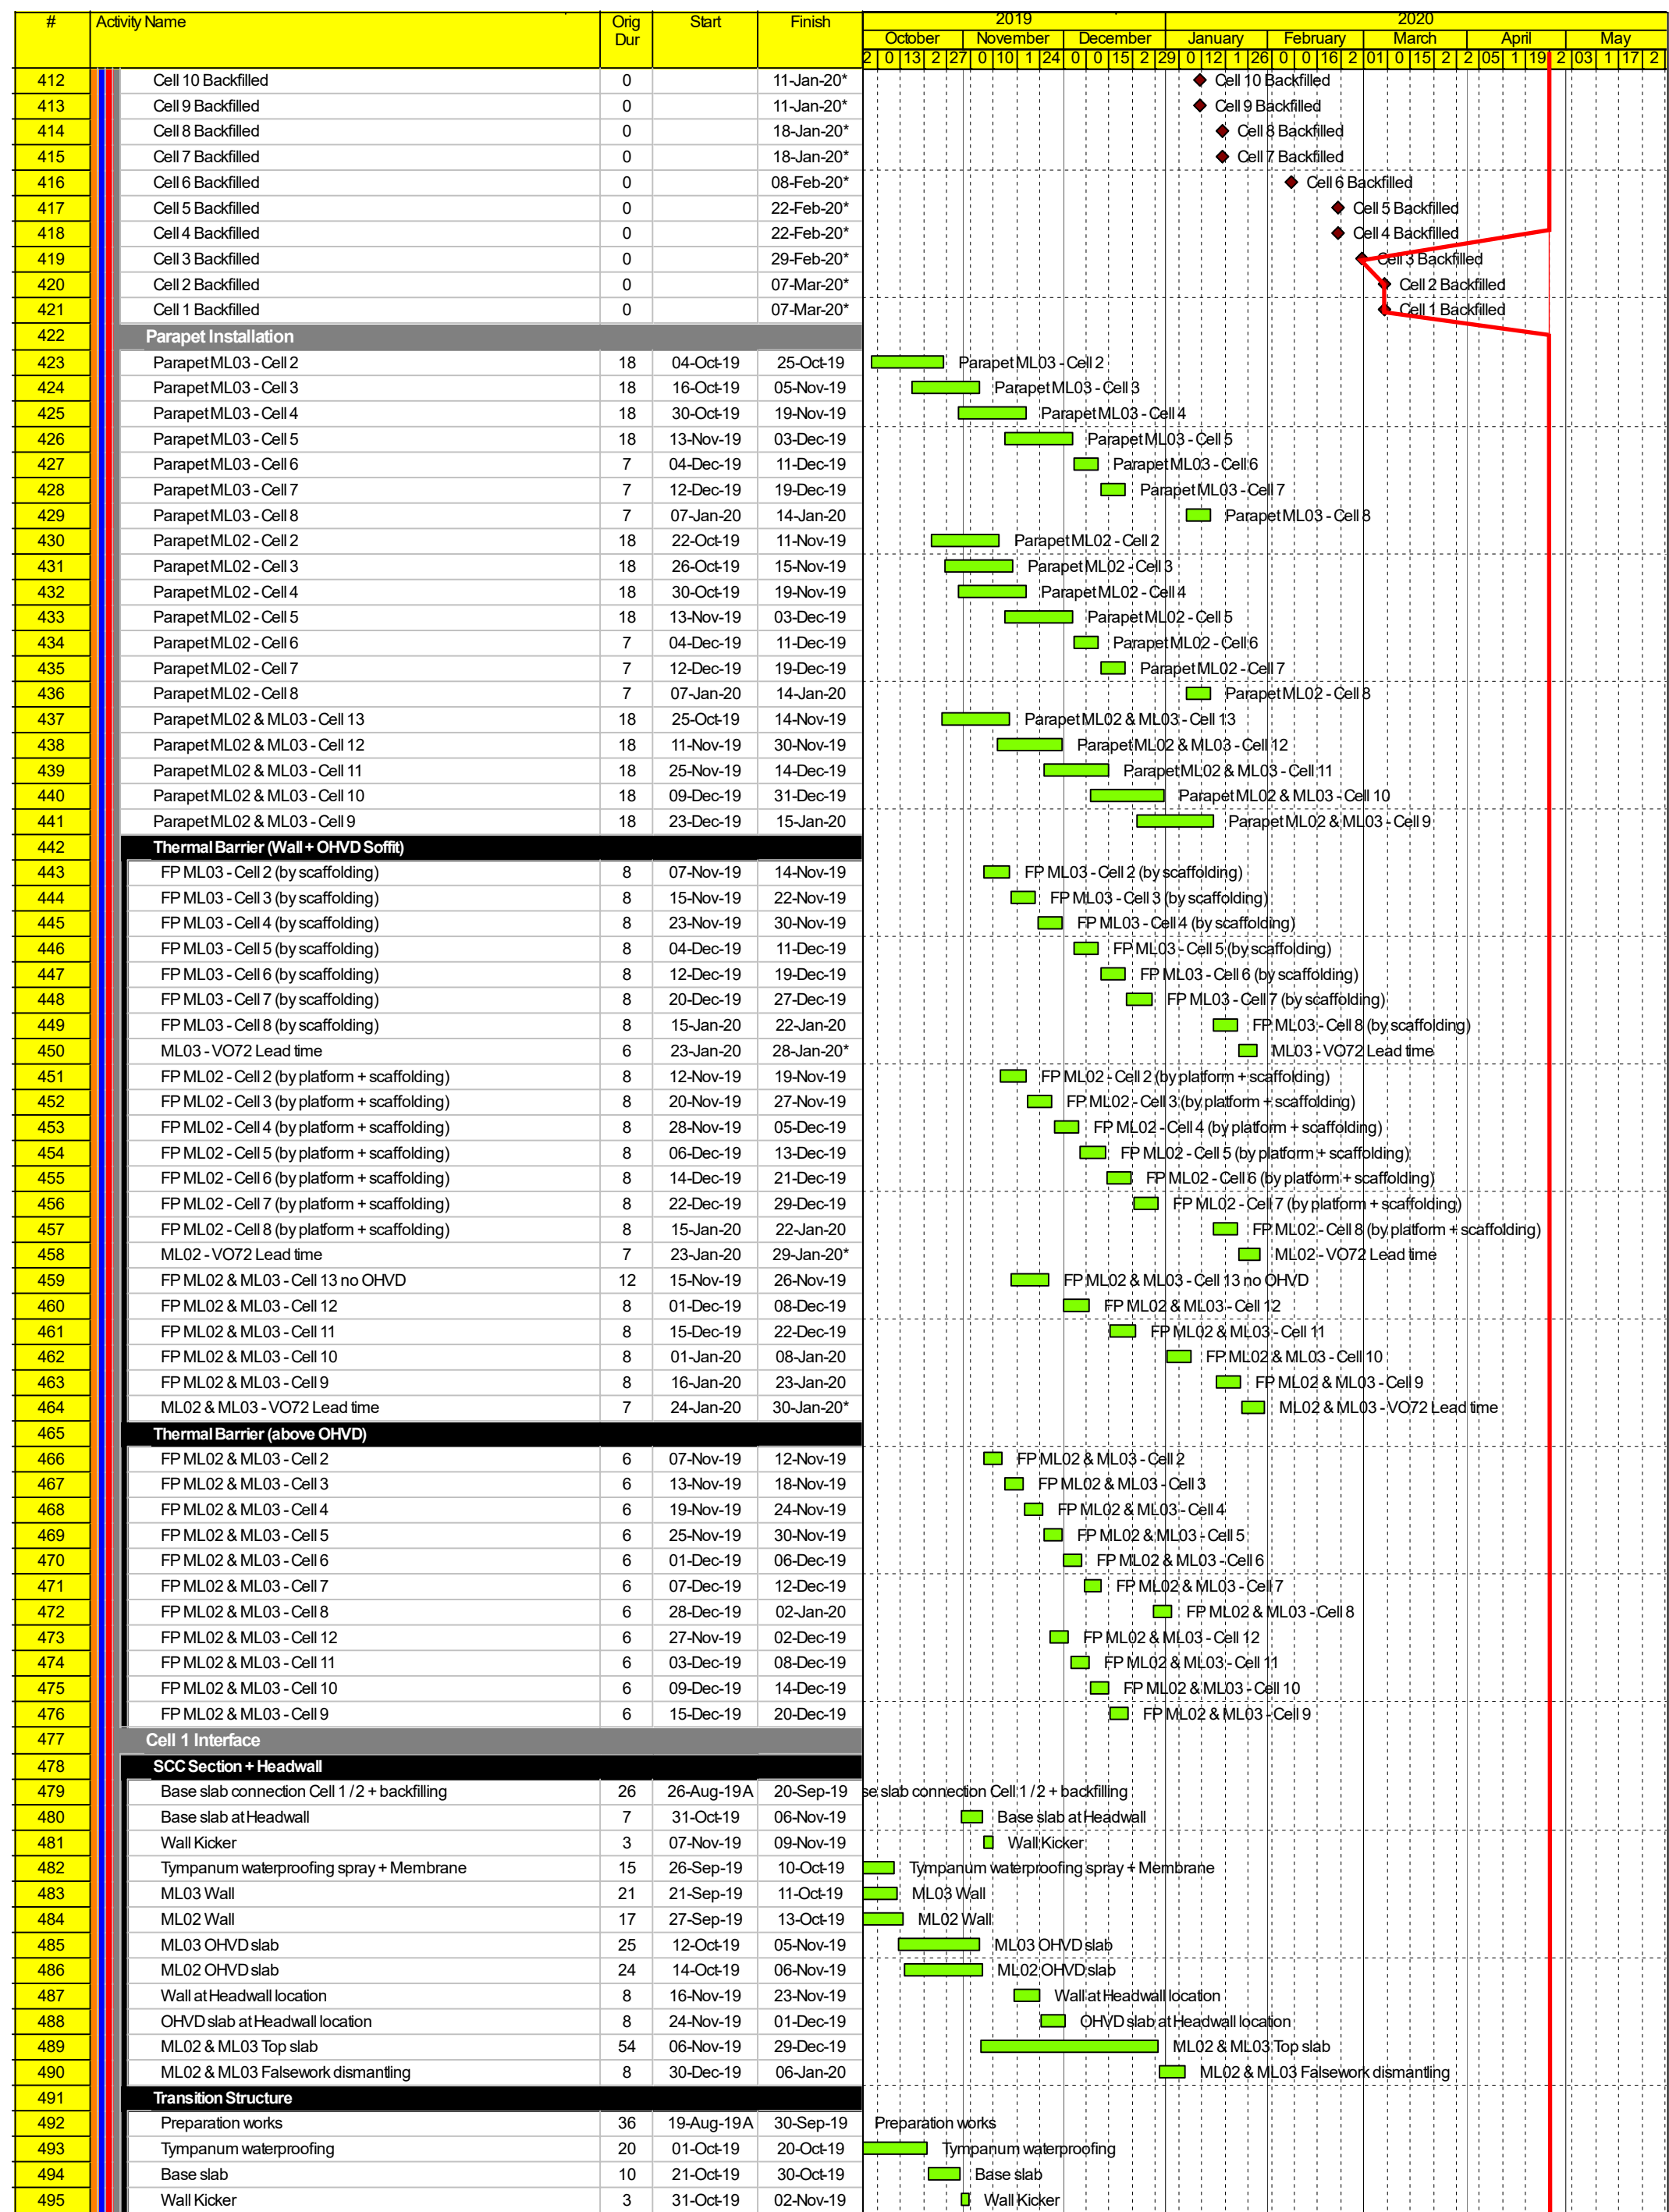 # Activity Name Orig Dur Start Finish 2019 2020
October November December January February March April May
2 0 13 2 27 0 10 1 24 0 0 15 2 29 0 12 1 26 0 0 16 2 01 0 15 2 2 05 1 19 2 03 1 17 2
412 Cell 10 Backfilled 0 11-Jan-20* Cell 10 Backfilled
413 Cell 9 Backfilled 0 11-Jan-20* Cell 9 Backfilled
414 Cell 8 Backfilled 0 18-Jan-20* Cell 8 Backfilled
415 Cell 7 Backfilled 0 18-Jan-20* Cell 7 Backfilled
416 Cell 6 Backfilled 0 08-Feb-20* Cell 6 Backfilled
417 Cell 5 Backfilled 0 22-Feb-20* Cell 5 Backfilled
418 Cell 4 Backfilled 0 22-Feb-20* Cell 4 Backfilled
419 Cell 3 Backfilled 0 29-Feb-20* Cell 3 Backfilled
420 Cell 2 Backfilled 0 07-Mar-20* Cell 2 Backfilled
421 Cell 1 Backfilled 0 07-Mar-20* Cell 1 Backfilled
422 Parapet Installation
423 Parapet ML03 - Cell 2 18 04-Oct-19 25-Oct-19 Parapet ML03 - Cell 2
424 Parapet ML03 - Cell 3 18 16-Oct-19 05-Nov-19 Parapet ML03 - Cell 3
425 Parapet ML03 - Cell 4 18 30-Oct-19 19-Nov-19 Parapet ML03 - Cell 4
426 Parapet ML03 - Cell 5 18 13-Nov-19 03-Dec-19 Parapet ML03 - Cell 5
427 Parapet ML03 - Cell 6 7 04-Dec-19 11-Dec-19 Parapet ML03 - Cell 6
428 Parapet ML03 - Cell 7 7 12-Dec-19 19-Dec-19 Parapet ML03 - Cell 7
429 Parapet ML03 - Cell 8 7 07-Jan-20 14-Jan-20 Parapet ML03 - Cell 8
430 Parapet ML02 - Cell 2 18 22-Oct-19 11-Nov-19 Parapet ML02 - Cell 2
431 Parapet ML02 - Cell 3 18 26-Oct-19 15-Nov-19 Parapet ML02 - Cell 3
432 Parapet ML02 - Cell 4 18 30-Oct-19 19-Nov-19 Parapet ML02 - Cell 4
433 Parapet ML02 - Cell 5 18 13-Nov-19 03-Dec-19 Parapet ML02 - Cell 5
434 Parapet ML02 - Cell 6 7 04-Dec-19 11-Dec-19 Parapet ML02 - Cell 6
435 Parapet ML02 - Cell 7 7 12-Dec-19 19-Dec-19 Parapet ML02 - Cell 7
436 Parapet ML02 - Cell 8 7 07-Jan-20 14-Jan-20 Parapet ML02 - Cell 8
437 Parapet ML02 & ML03 - Cell 13 18 25-Oct-19 14-Nov-19 Parapet ML02 & ML03 - Cell 13
438 Parapet ML02 & ML03 - Cell 12 18 11-Nov-19 30-Nov-19 Parapet ML02 & ML03 - Cell 12
439 Parapet ML02 & ML03 - Cell 11 18 25-Nov-19 14-Dec-19 Parapet ML02 & ML03 - Cell 11
440 Parapet ML02 & ML03 - Cell 10 18 09-Dec-19 31-Dec-19 Parapet ML02 & ML03 - Cell 10
441 Parapet ML02 & ML03 - Cell 9 18 23-Dec-19 15-Jan-20 Parapet ML02 & ML03 - Cell 9
442 Thermal Barrier (Wall + OHVD Soffit)
443 FP ML03 - Cell 2 (by scaffolding) 8 07-Nov-19 14-Nov-19 FP ML03 - Cell 2 (by scaffolding)
444 FP ML03 - Cell 3 (by scaffolding) 8 15-Nov-19 22-Nov-19 FP ML03 - Cell 3 (by scaffolding)
445 FP ML03 - Cell 4 (by scaffolding) 8 23-Nov-19 30-Nov-19 FP ML03 - Cell 4 (by scaffolding)
446 FP ML03 - Cell 5 (by scaffolding) 8 04-Dec-19 11-Dec-19 FP ML03 - Cell 5 (by scaffolding)
447 FP ML03 - Cell 6 (by scaffolding) 8 12-Dec-19 19-Dec-19 FP ML03 - Cell 6 (by scaffolding)
448 FP ML03 - Cell 7 (by scaffolding) 8 20-Dec-19 27-Dec-19 FP ML03 - Cell 7 (by scaffolding)
449 FP ML03 - Cell 8 (by scaffolding) 8 15-Jan-20 22-Jan-20 FP ML03 - Cell 8 (by scaffolding)
450 ML03 - VO72 Lead time 6 23-Jan-20 28-Jan-20* ML03 - VO72 Lead time
451 FP ML02 - Cell 2 (by platform + scaffolding) 8 12-Nov-19 19-Nov-19 FP ML02 - Cell 2 (by platform + scaffolding)
452 FP ML02 - Cell 3 (by platform + scaffolding) 8 20-Nov-19 27-Nov-19 FP ML02 - Cell 3 (by platform + scaffolding)
453 FP ML02 - Cell 4 (by platform + scaffolding) 8 28-Nov-19 05-Dec-19 FP ML02 - Cell 4 (by platform + scaffolding)
454 FP ML02 - Cell 5 (by platform + scaffolding) 8 06-Dec-19 13-Dec-19 FP ML02 - Cell 5 (by platform + scaffolding)
455 FP ML02 - Cell 6 (by platform + scaffolding) 8 14-Dec-19 21-Dec-19 FP ML02 - Cell 6 (by platform + scaffolding)
456 FP ML02 - Cell 7 (by platform + scaffolding) 8 22-Dec-19 29-Dec-19 FP ML02 - Cell 7 (by platform + scaffolding)
457 FP ML02 - Cell 8 (by platform + scaffolding) 8 15-Jan-20 22-Jan-20 FP ML02 - Cell 8 (by platform + scaffolding)
458 ML02 - VO72 Lead time 7 23-Jan-20 29-Jan-20* ML02 - VO72 Lead time
459 FP ML02 & ML03 - Cell 13 no OHVD 12 15-Nov-19 26-Nov-19 FP ML02 & ML03 - Cell 13 no OHVD
460 FP ML02 & ML03 - Cell 12 8 01-Dec-19 08-Dec-19 FP ML02 & ML03 - Cell 12
461 FP ML02 & ML03 - Cell 11 8 15-Dec-19 22-Dec-19 FP ML02 & ML03 - Cell 11
462 FP ML02 & ML03 - Cell 10 8 01-Jan-20 08-Jan-20 FP ML02 & ML03 - Cell 10
463 FP ML02 & ML03 - Cell 9 8 16-Jan-20 23-Jan-20 FP ML02 & ML03 - Cell 9
464 ML02 & ML03 - VO72 Lead time 7 24-Jan-20 30-Jan-20* ML02 & ML03 - VO72 Lead time
465 Thermal Barrier (above OHVD)
466 FP ML02 & ML03 - Cell 2 6 07-Nov-19 12-Nov-19 FP ML02 & ML03 - Cell 2
467 FP ML02 & ML03 - Cell 3 6 13-Nov-19 18-Nov-19 FP ML02 & ML03 - Cell 3
468 FP ML02 & ML03 - Cell 4 6 19-Nov-19 24-Nov-19 FP ML02 & ML03 - Cell 4
469 FP ML02 & ML03 - Cell 5 6 25-Nov-19 30-Nov-19 FP ML02 & ML03 - Cell 5
470 FP ML02 & ML03 - Cell 6 6 01-Dec-19 06-Dec-19 FP ML02 & ML03 - Cell 6
471 FP ML02 & ML03 - Cell 7 6 07-Dec-19 12-Dec-19 FP ML02 & ML03 - Cell 7
472 FP ML02 & ML03 - Cell 8 6 28-Dec-19 02-Jan-20 FP ML02 & ML03 - Cell 8
473 FP ML02 & ML03 - Cell 12 6 27-Nov-19 02-Dec-19 FP ML02 & ML03 - Cell 12
474 FP ML02 & ML03 - Cell 11 6 03-Dec-19 08-Dec-19 FP ML02 & ML03 - Cell 11
475 FP ML02 & ML03 - Cell 10 6 09-Dec-19 14-Dec-19 FP ML02 & ML03 - Cell 10
476 FP ML02 & ML03 - Cell 9 6 15-Dec-19 20-Dec-19 FP ML02 & ML03 - Cell 9
477 Cell 1 Interface
478 SCC Section + Headwall
479 Base slab connection Cell 1 / 2 + backfilling 26 26-Aug-19 A 20-Sep-19 se slab connection Cell 1 / 2 + backfilling
480 Base slab at Headwall 7 31-Oct-19 06-Nov-19 Base slab at Headwall
481 Wall Kicker 3 07-Nov-19 09-Nov-19 Wall Kicker
482 Tympanum waterproofing spray + Membrane 15 26-Sep-19 10-Oct-19 Tympanum waterproofing spray + Membrane
483 ML03 Wall 21 21-Sep-19 11-Oct-19 ML03 Wall
484 ML02 Wall 17 27-Sep-19 13-Oct-19 ML02 Wall
485 ML03 OHVD slab 25 12-Oct-19 05-Nov-19 ML03 OHVD slab
486 ML02 OHVD slab 24 14-Oct-19 06-Nov-19 ML02 OHVD slab
487 Wall at Headwall location 8 16-Nov-19 23-Nov-19 Wall at Headwall location
488 OHVD slab at Headwall location 8 24-Nov-19 01-Dec-19 OHVD slab at Headwall location
489 ML02 & ML03 Top slab 54 06-Nov-19 29-Dec-19 ML02 & ML03 Top slab
490 ML02 & ML03 Falsework dismantling 8 30-Dec-19 06-Jan-20 ML02 & ML03 Falsework dismantling
491 Transition Structure
492 Preparation works 36 19-Aug-19 A 30-Sep-19 Preparation works
493 Tympanum waterproofing 20 01-Oct-19 20-Oct-19 Tympanum waterproofing
494 Base slab 10 21-Oct-19 30-Oct-19 Base slab
495 Wall Kicker 3 31-Oct-19 02-Nov-19 Wall Kicker